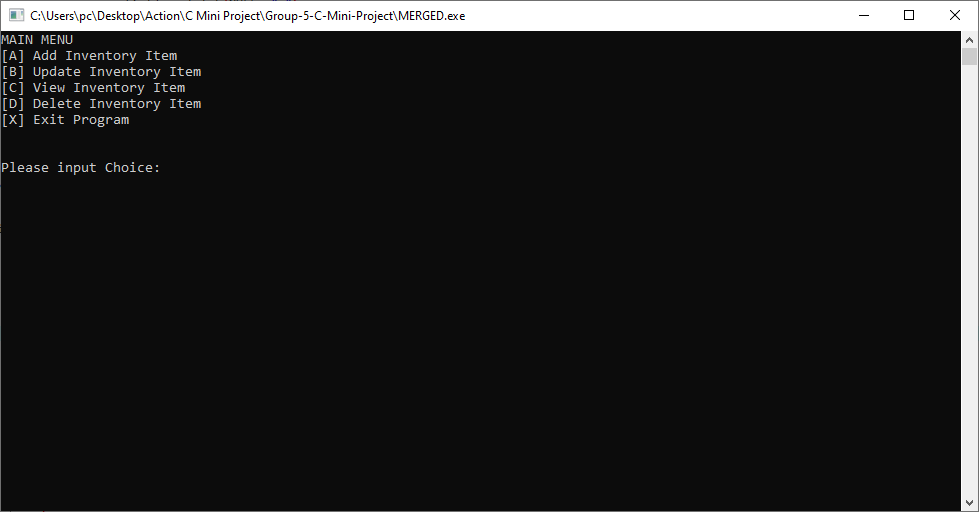 C:\Users\pc\Desktop\Action\C Mini Project\Group-5-C-Mini-Project\MERGED.exe
MAIN MENU
[A] Add Inventory Item
[B] Update Inventory Item
[C] View Inventory Item
[D] Delete Inventory Item
[X] Exit Program
Please input Choice: